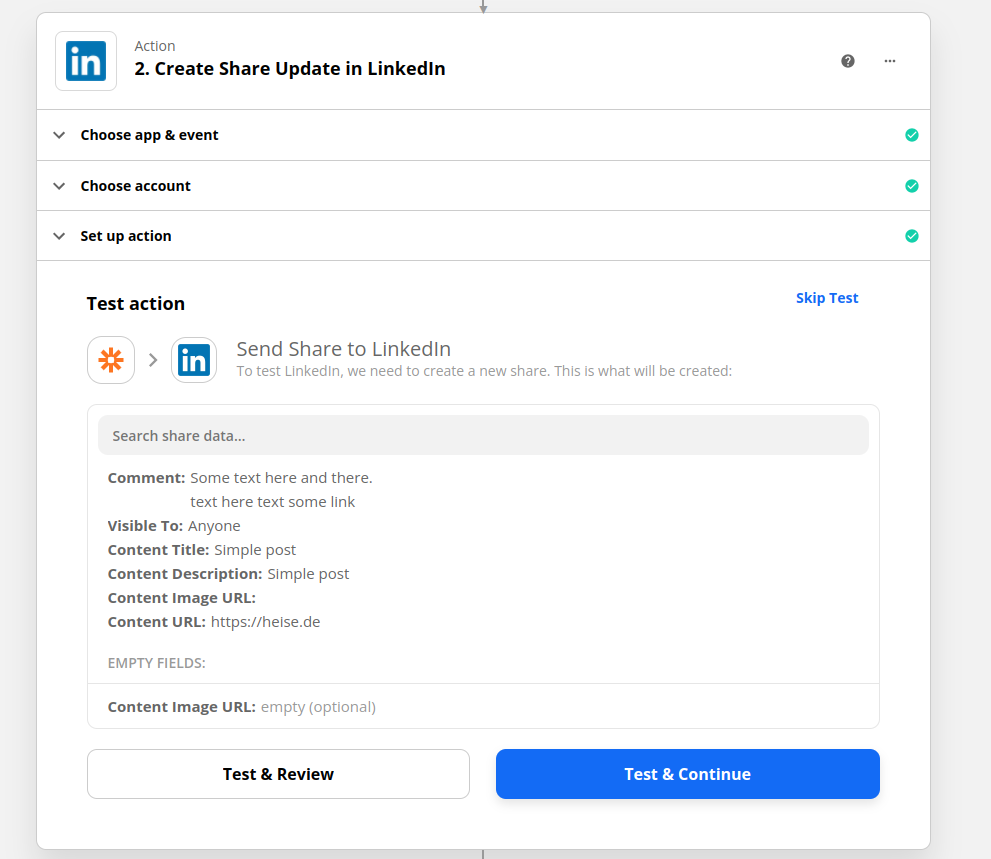 in
Action
2. Create Share Update in LinkedIn
?
...
Choose app & event
Choose account
Set up action
Test action
Skip Test
in
Send Share to LinkedIn
To test LinkedIn, we need to create a new share. This is what will be created:
Search share data...
Comment: Some text here and there.
text here text some link
Visible To: Anyone
Content Title: Simple post
Content Description: Simple post
Content Image URL:
Content URL: https://heise.de
EMPTY FIELDS:
Content Image URL: empty (optional)
Test & Review
Test & Continue